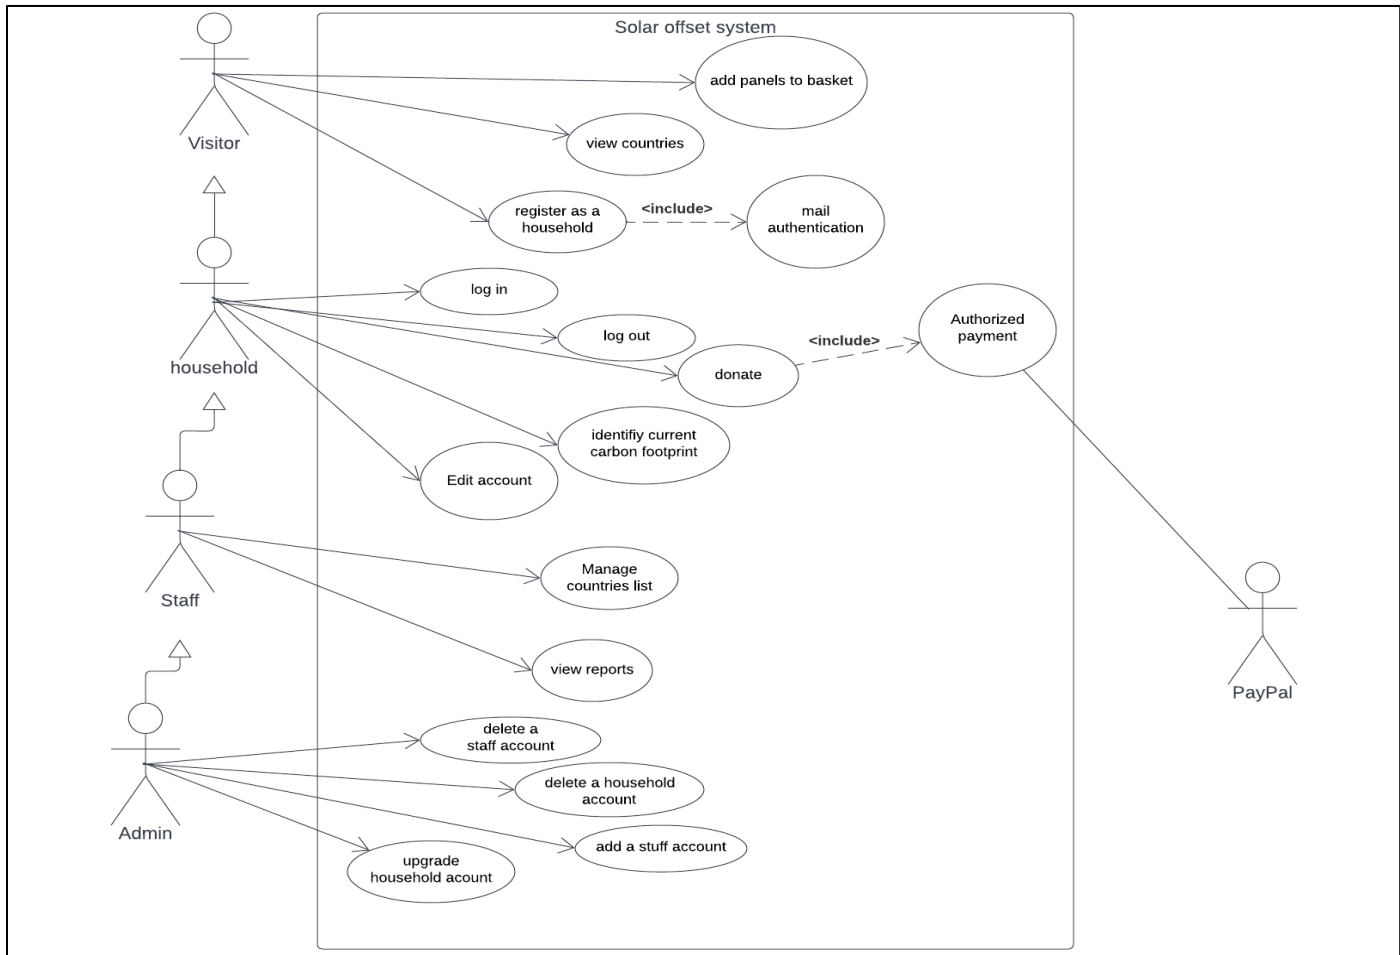 Solar offset system
add panels to basket
Visitor
view countries
register as a
household
<include>
mail
authentication
log in
log out
household
donate
<include>
Authorized
payment
identifiy current
carbon footprint
Edit account
Staff
Manage
countries list
view reports
PayPal
Admin
delete a
staff account
delete a household
account
add a stuff account
upgrade
household acount